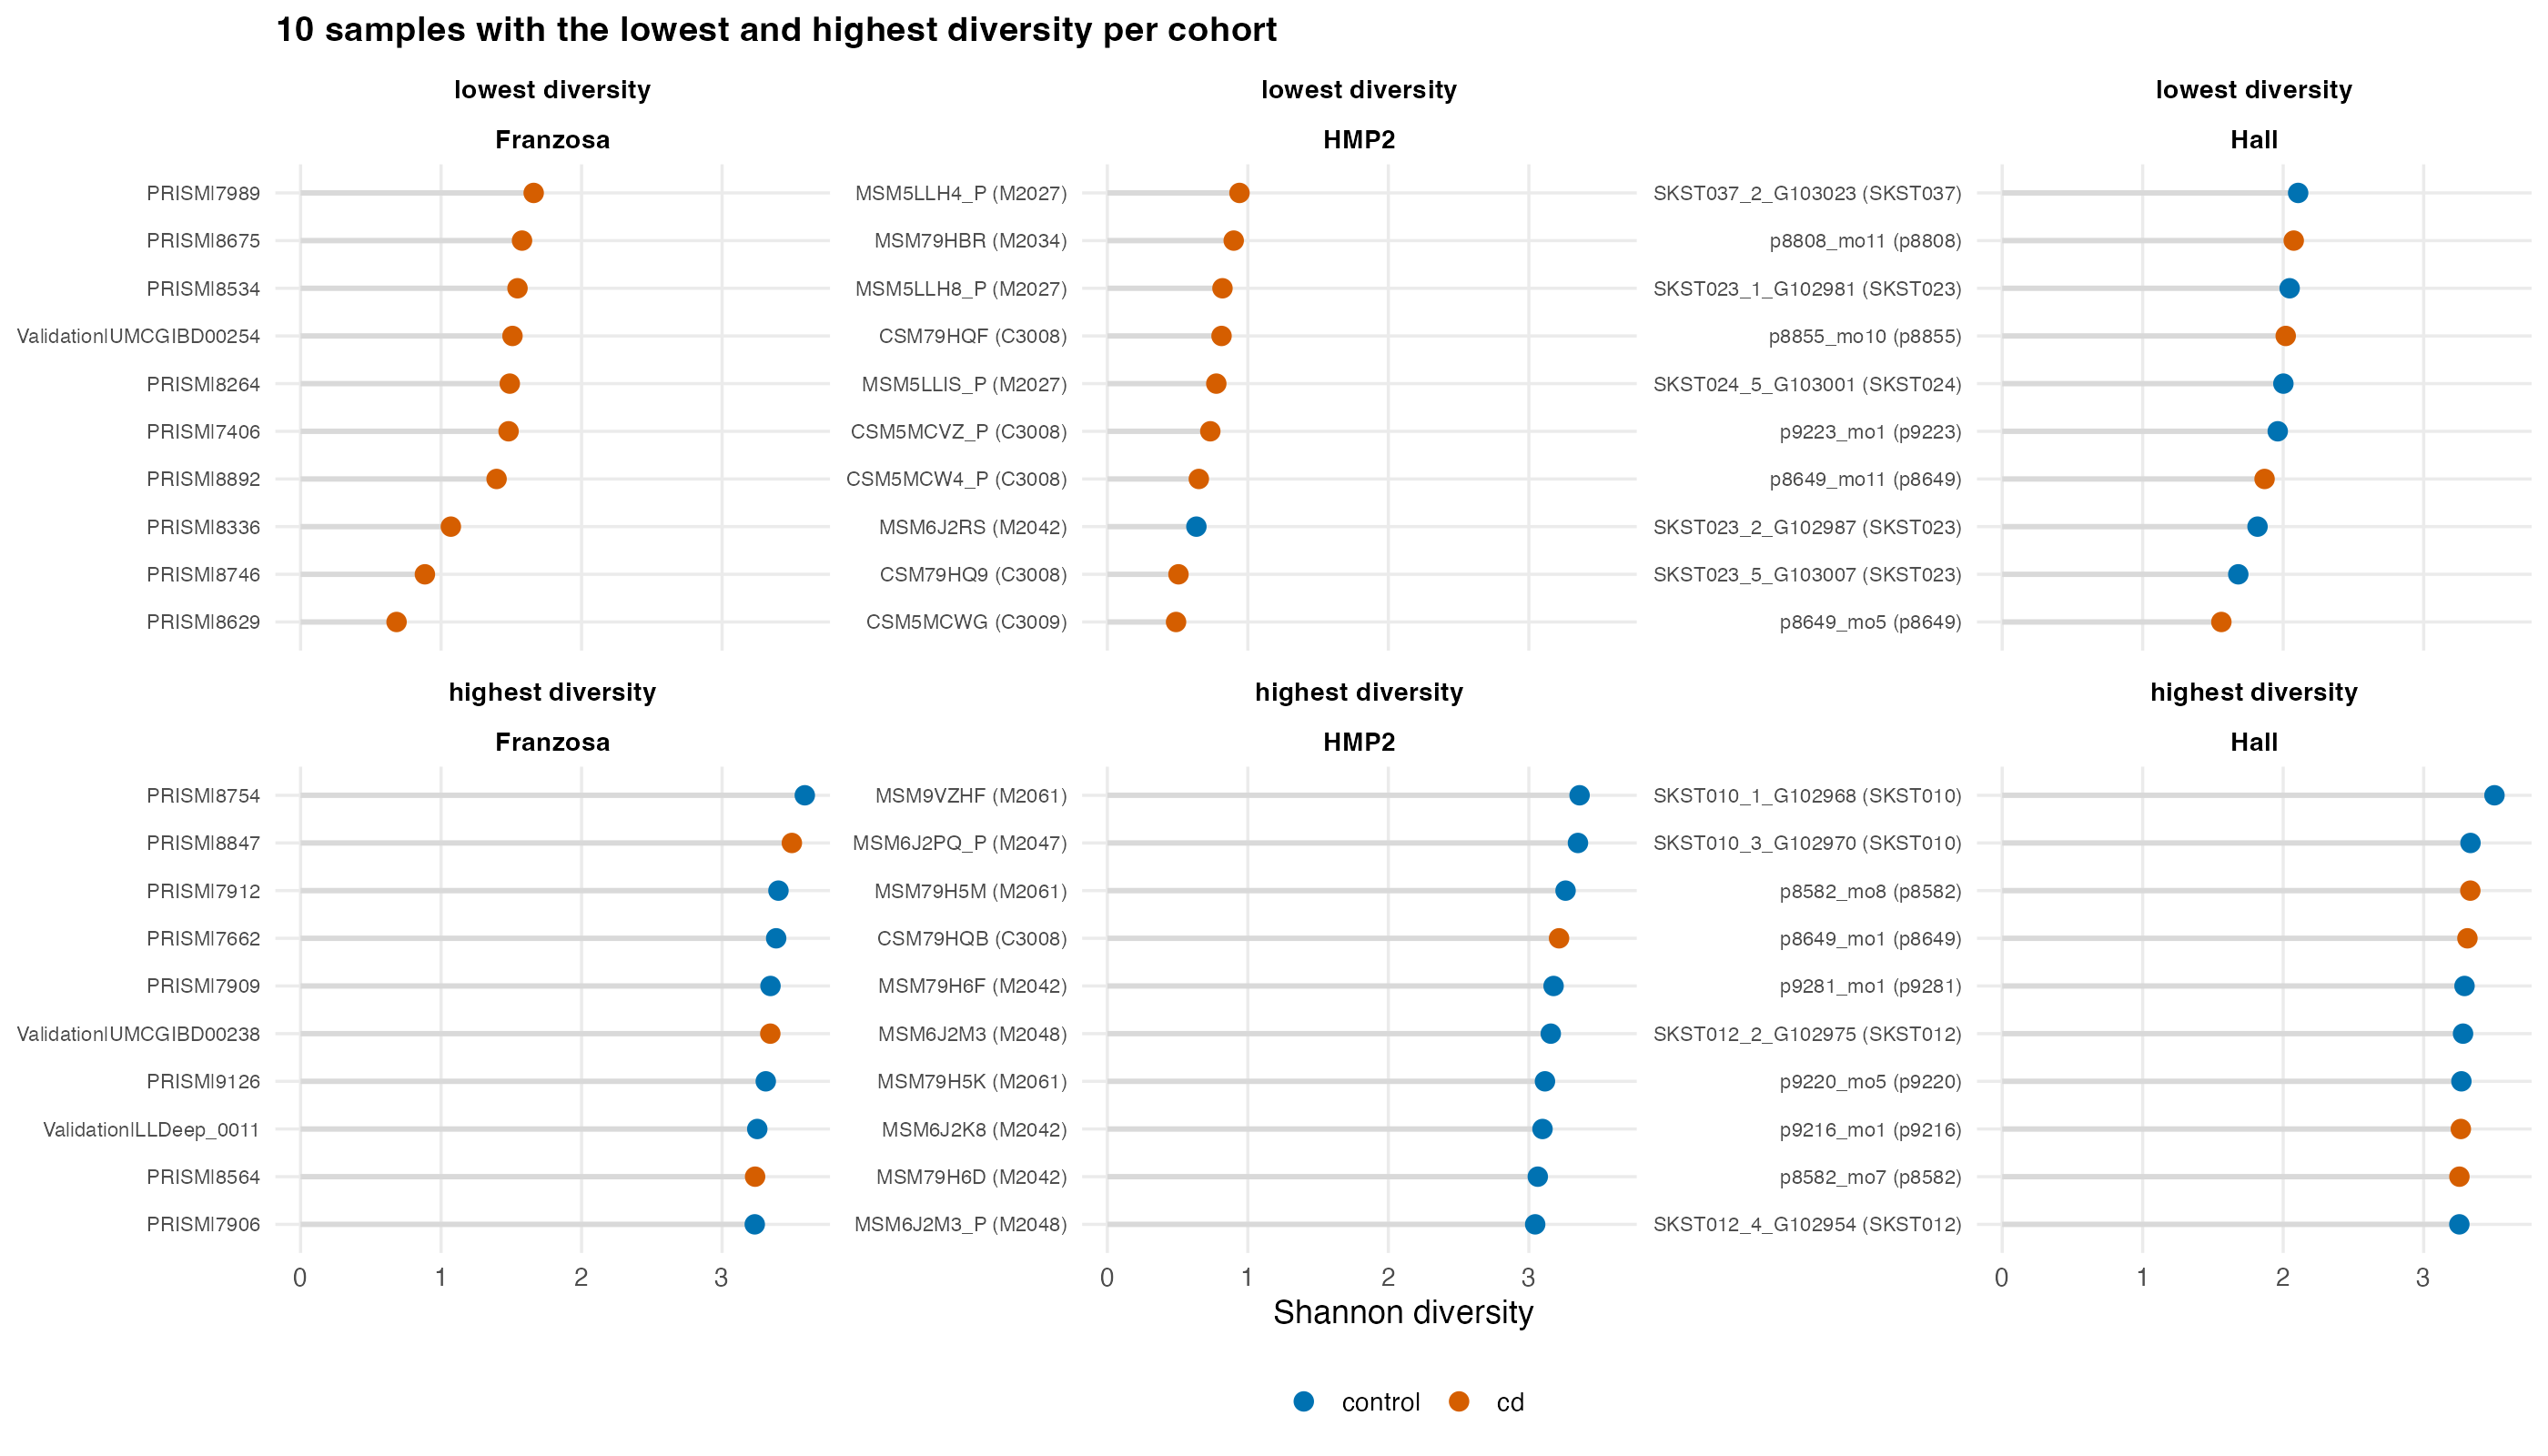 10 samples with the lowest and highest diversity per cohort
lowest diversity
Franzosa
PRISM|7989
PRISM|8675
PRISM|8534
Validation|UMCGIBD00254
PRISM|8264
PRISM|7406
PRISM|8892
PRISM|8336
PRISM|8746
PRISM|8629
lowest diversity
HMP2
MSM5LLH4_P (M2027)
MSM79HBR (M2034)
MSM5LLH8_P (M2027)
CSM79HQF (C3008)
MSM5LLIS_P (M2027)
CSM5MCVZ_P (C3008)
CSM5MCW4_P (C3008)
MSM6J2RS (M2042)
CSM79HQ9 (C3008)
CSM5MCWG (C3009)
lowest diversity
Hall
SKST037_2_G103023 (SKST037)
p8808_mo11 (p8808)
SKST023_1_G102981 (SKST023)
p8855_mo10 (p8855)
SKST024_5_G103001 (SKST024)
p9223_mo1 (p9223)
p8649_mo11 (p8649)
SKST023_2_G102987 (SKST023)
SKST023_5_G103007 (SKST023)
p8649_mo5 (p8649)
highest diversity
Franzosa
PRISM|8754
PRISM|8847
PRISM|7912
PRISM|7662
PRISM|7909
Validation|UMCGIBD00238
PRISM|9126
Validation|LLDeep_0011
PRISM|8564
PRISM|7906
0 1 2 3
highest diversity
HMP2
MSM9VZHF (M2061)
MSM6J2PQ_P (M2047)
MSM79H5M (M2061)
CSM79HQB (C3008)
MSM79H6F (M2042)
MSM6J2M3 (M2048)
MSM79H5K (M2061)
MSM6J2K8 (M2042)
MSM79H6D (M2042)
MSM6J2M3_P (M2048)
0 1 2 3
highest diversity
Hall
SKST010_1_G102968 (SKST010)
SKST010_3_G102970 (SKST010)
p8582_mo8 (p8582)
p8649_mo1 (p8649)
p9281_mo1 (p9281)
SKST012_2_G102975 (SKST012)
p9220_mo5 (p9220)
p9216_mo1 (p9216)
p8582_mo7 (p8582)
SKST012_4_G102954 (SKST012)
0 1 2 3
Shannon diversity
control cd